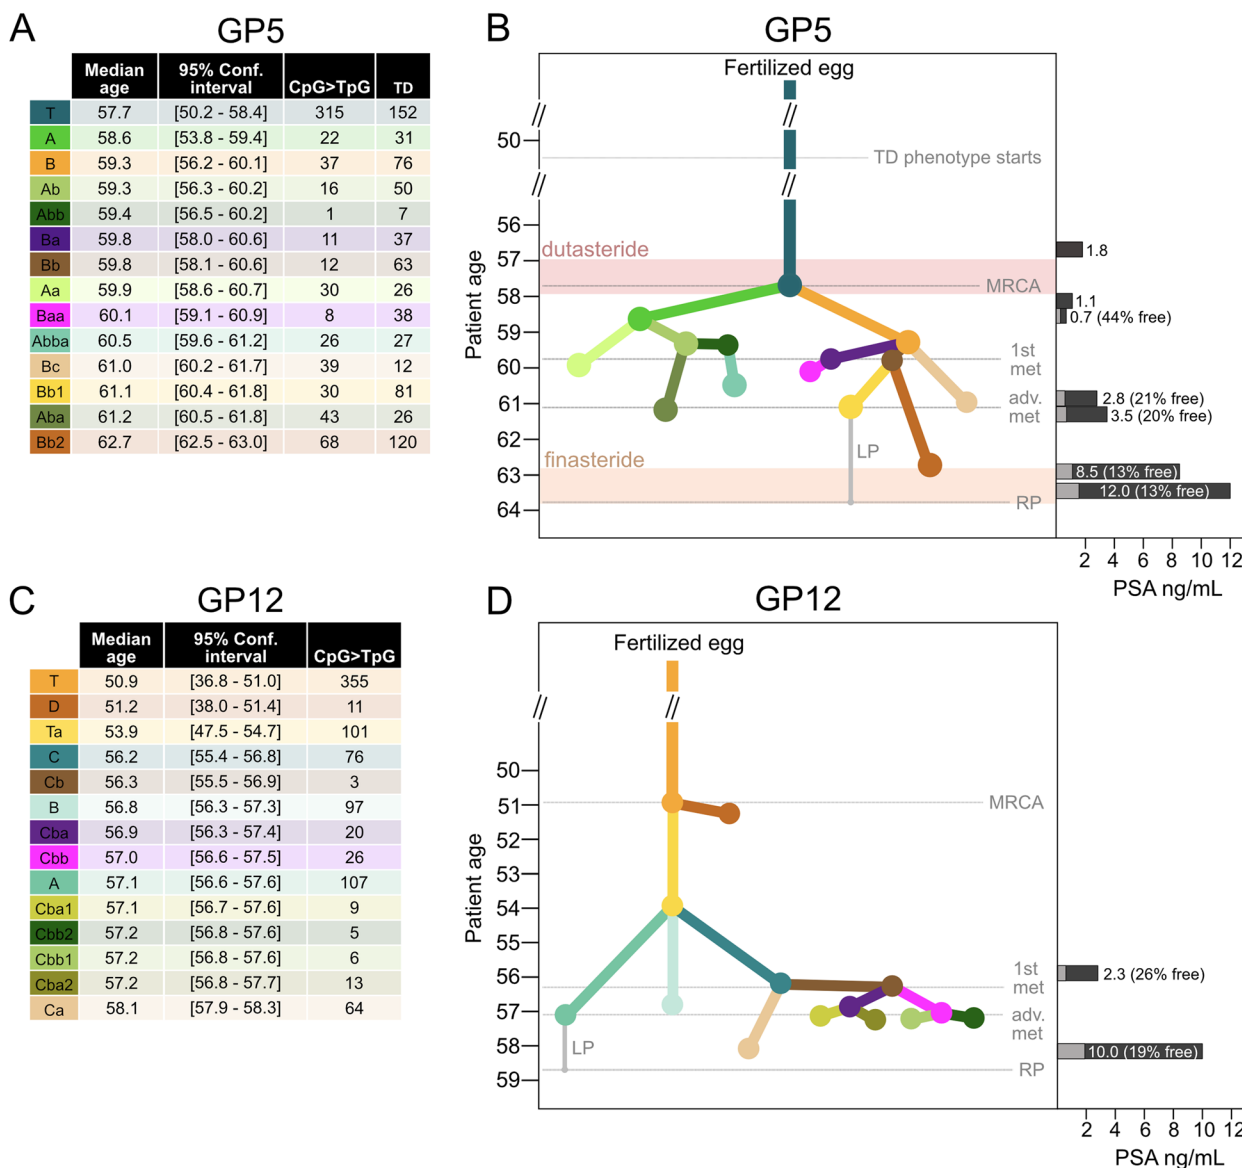 A
GP5
Median age 95% Conf. interval CpG>TpG TD
T 57.7 [50.2 - 58.4] 315 152
A 58.6 [53.8 - 59.4] 22 31
B 59.3 [56.2 - 60.1] 37 76
Ab 59.3 [56.3 - 60.2] 16 50
Abb 59.4 [56.5 - 60.2] 1 7
Ba 59.8 [58.0 - 60.6] 11 37
Bb 59.8 [58.1 - 60.6] 12 63
Aa 59.9 [58.6 - 60.7] 30 26
Baa 60.1 [59.1 - 60.9] 8 38
Abba 60.5 [59.6 - 61.2] 26 27
Bc 61.0 [60.2 - 61.7] 39 12
Bb1 61.1 [60.4 - 61.8] 30 81
Aba 61.2 [60.5 - 61.8] 43 26
Bb2 62.7 [62.5 - 63.0] 68 120
B
GP5
Fertilized egg
50
TD phenotype starts
56
dutasteride
1.8
57
MRCA
58
1.1
0.7 (44% free)
59
1st
met
60
adv.
met
61
2.8 (21% free)
3.5 (20% free)
62
LP
finasteride
63
8.5 (13% free)
12.0 (13% free)
RP
64
Patient age
2 4 6 8 10 12
PSA ng/mL
C
GP12
Median age 95% Conf. interval CpG>TpG
T 50.9 [36.8 - 51.0] 355
D 51.2 [38.0 - 51.4] 11
Ta 53.9 [47.5 - 54.7] 101
C 56.2 [55.4 - 56.8] 76
Cb 56.3 [55.5 - 56.9] 3
B 56.8 [56.3 - 57.3] 97
Cba 56.9 [56.3 - 57.4] 20
Cbb 57.0 [56.6 - 57.5] 26
A 57.1 [56.6 - 57.6] 107
Cba1 57.1 [56.7 - 57.6] 9
Cbb2 57.2 [56.8 - 57.6] 5
Cbb1 57.2 [56.8 - 57.6] 6
Cba2 57.2 [56.8 - 57.7] 13
Ca 58.1 [57.9 - 58.3] 64
D
GP12
Fertilized egg
50
51
MRCA
52
53
54
55
56
1st
met
2.3 (26% free)
57
adv.
met
58
LP
10.0 (19% free)
RP
59
Patient age
2 4 6 8 10 12
PSA ng/mL